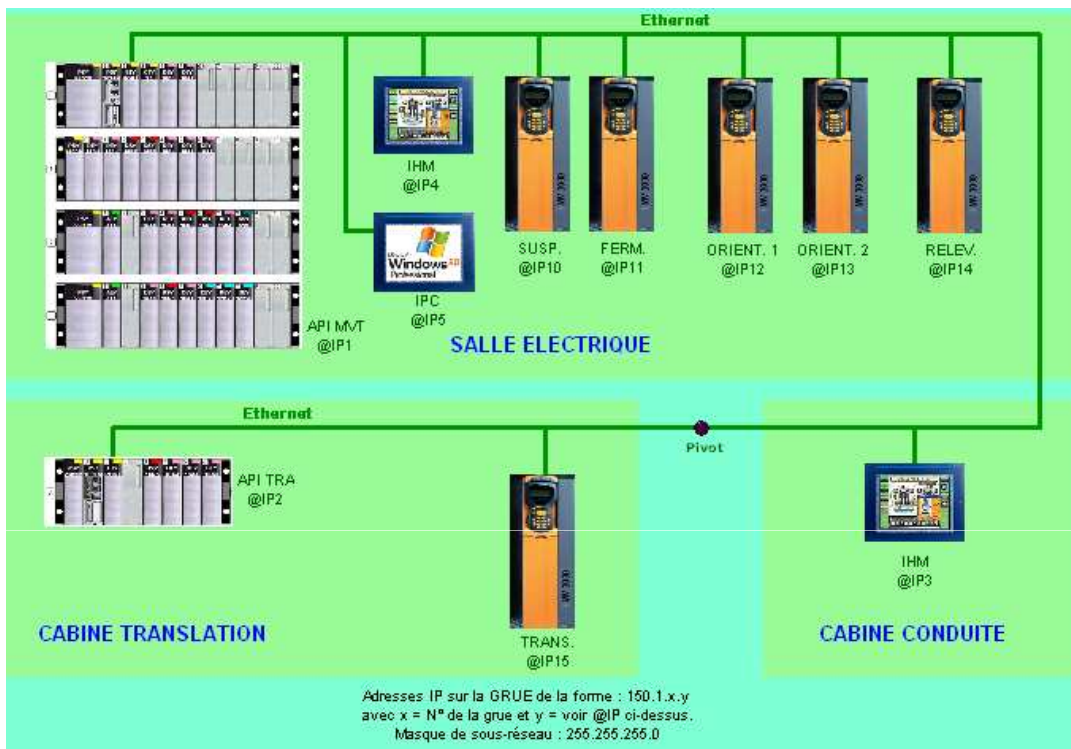 Ethernet
IHM
@IP4
Windows XP
Professional
IPC
@IP5
SUSP.
@IP10
FERM.
@IP11
ORIENT. 1
@IP12
ORIENT. 2
@IP13
RELEV.
@IP14
API MVT
@IP1
SALLE ELECTRIQUE
Ethernet
Pivot
API TRA
@IP2
TRANS.
@IP15
IHM
@IP3
CABINE TRANSLATION
CABINE CONDUITE
Adresses IP sur la GRUE de la forme : 150.1.x.y
avec x = N° de la grue et y = voir @IP ci-dessus.
Masque de sous-réseau : 255.255.255.0